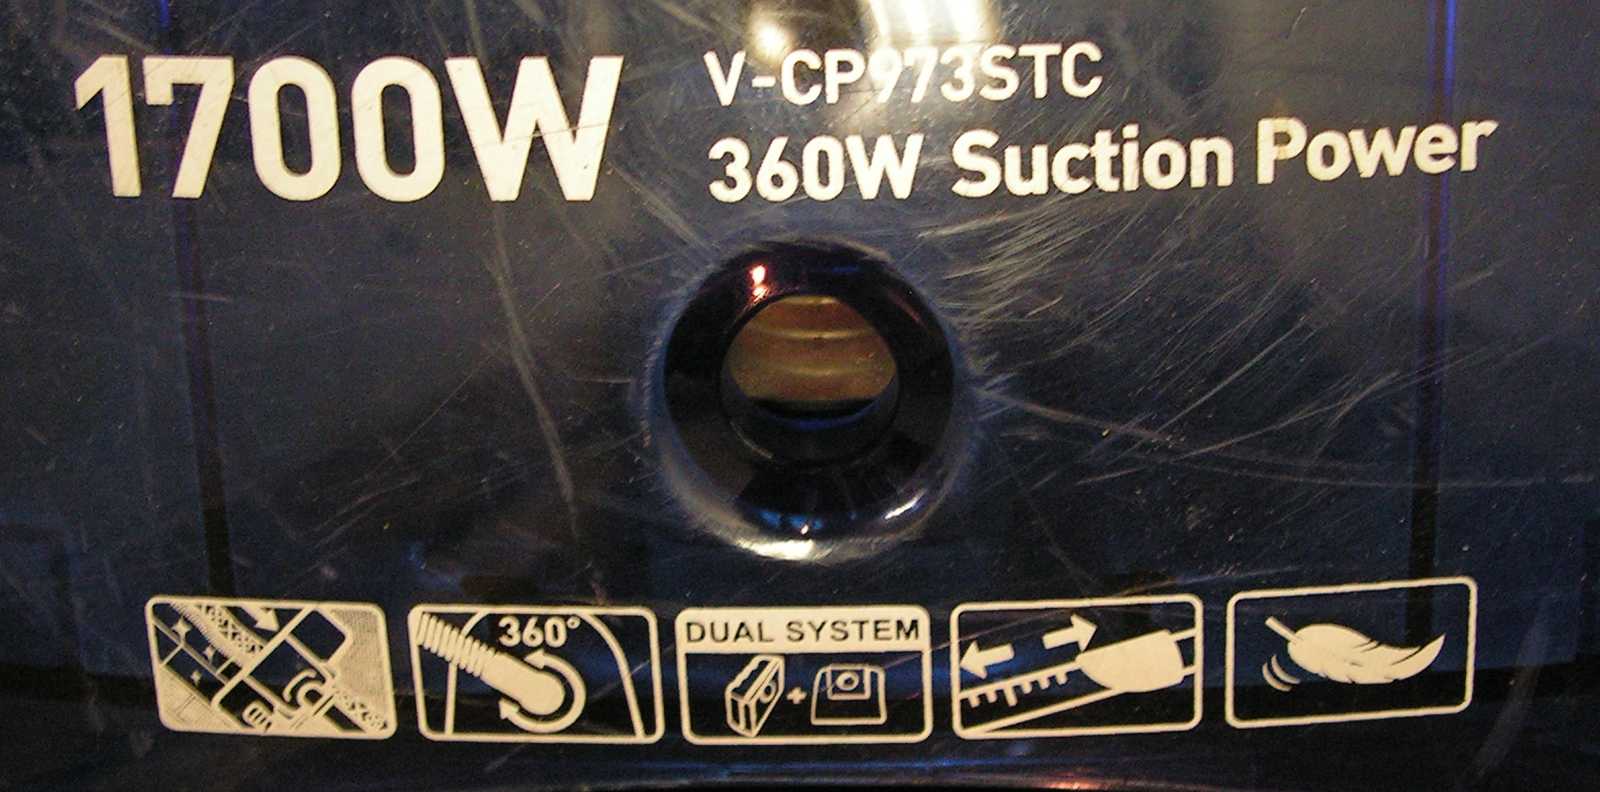 1700W
V-CP973STC
360W Suction Power
360°
DUAL SYSTEM
+